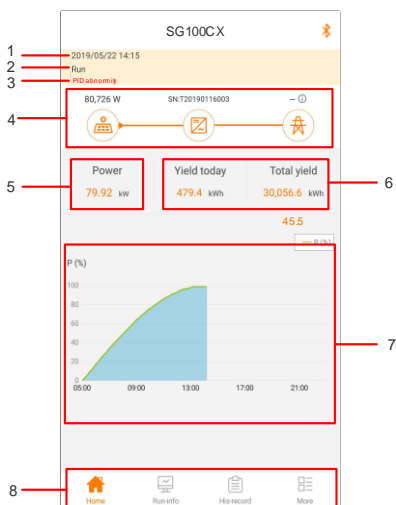 SG100CX
1
2019/05/22 14:15
2
Run
3
PID abnormly
80,726 W
SN:T20190116003
--
4
Power
Yield today
Total yield
5
79.92 kW
479.4 kWh
30,056.6 kWh
6
45.5
P (%)
P (%)
100
80
60
40
20
0
05:00
09:00
13:00
17:00
21:00
7
8
Home
Run-info
His-record
More